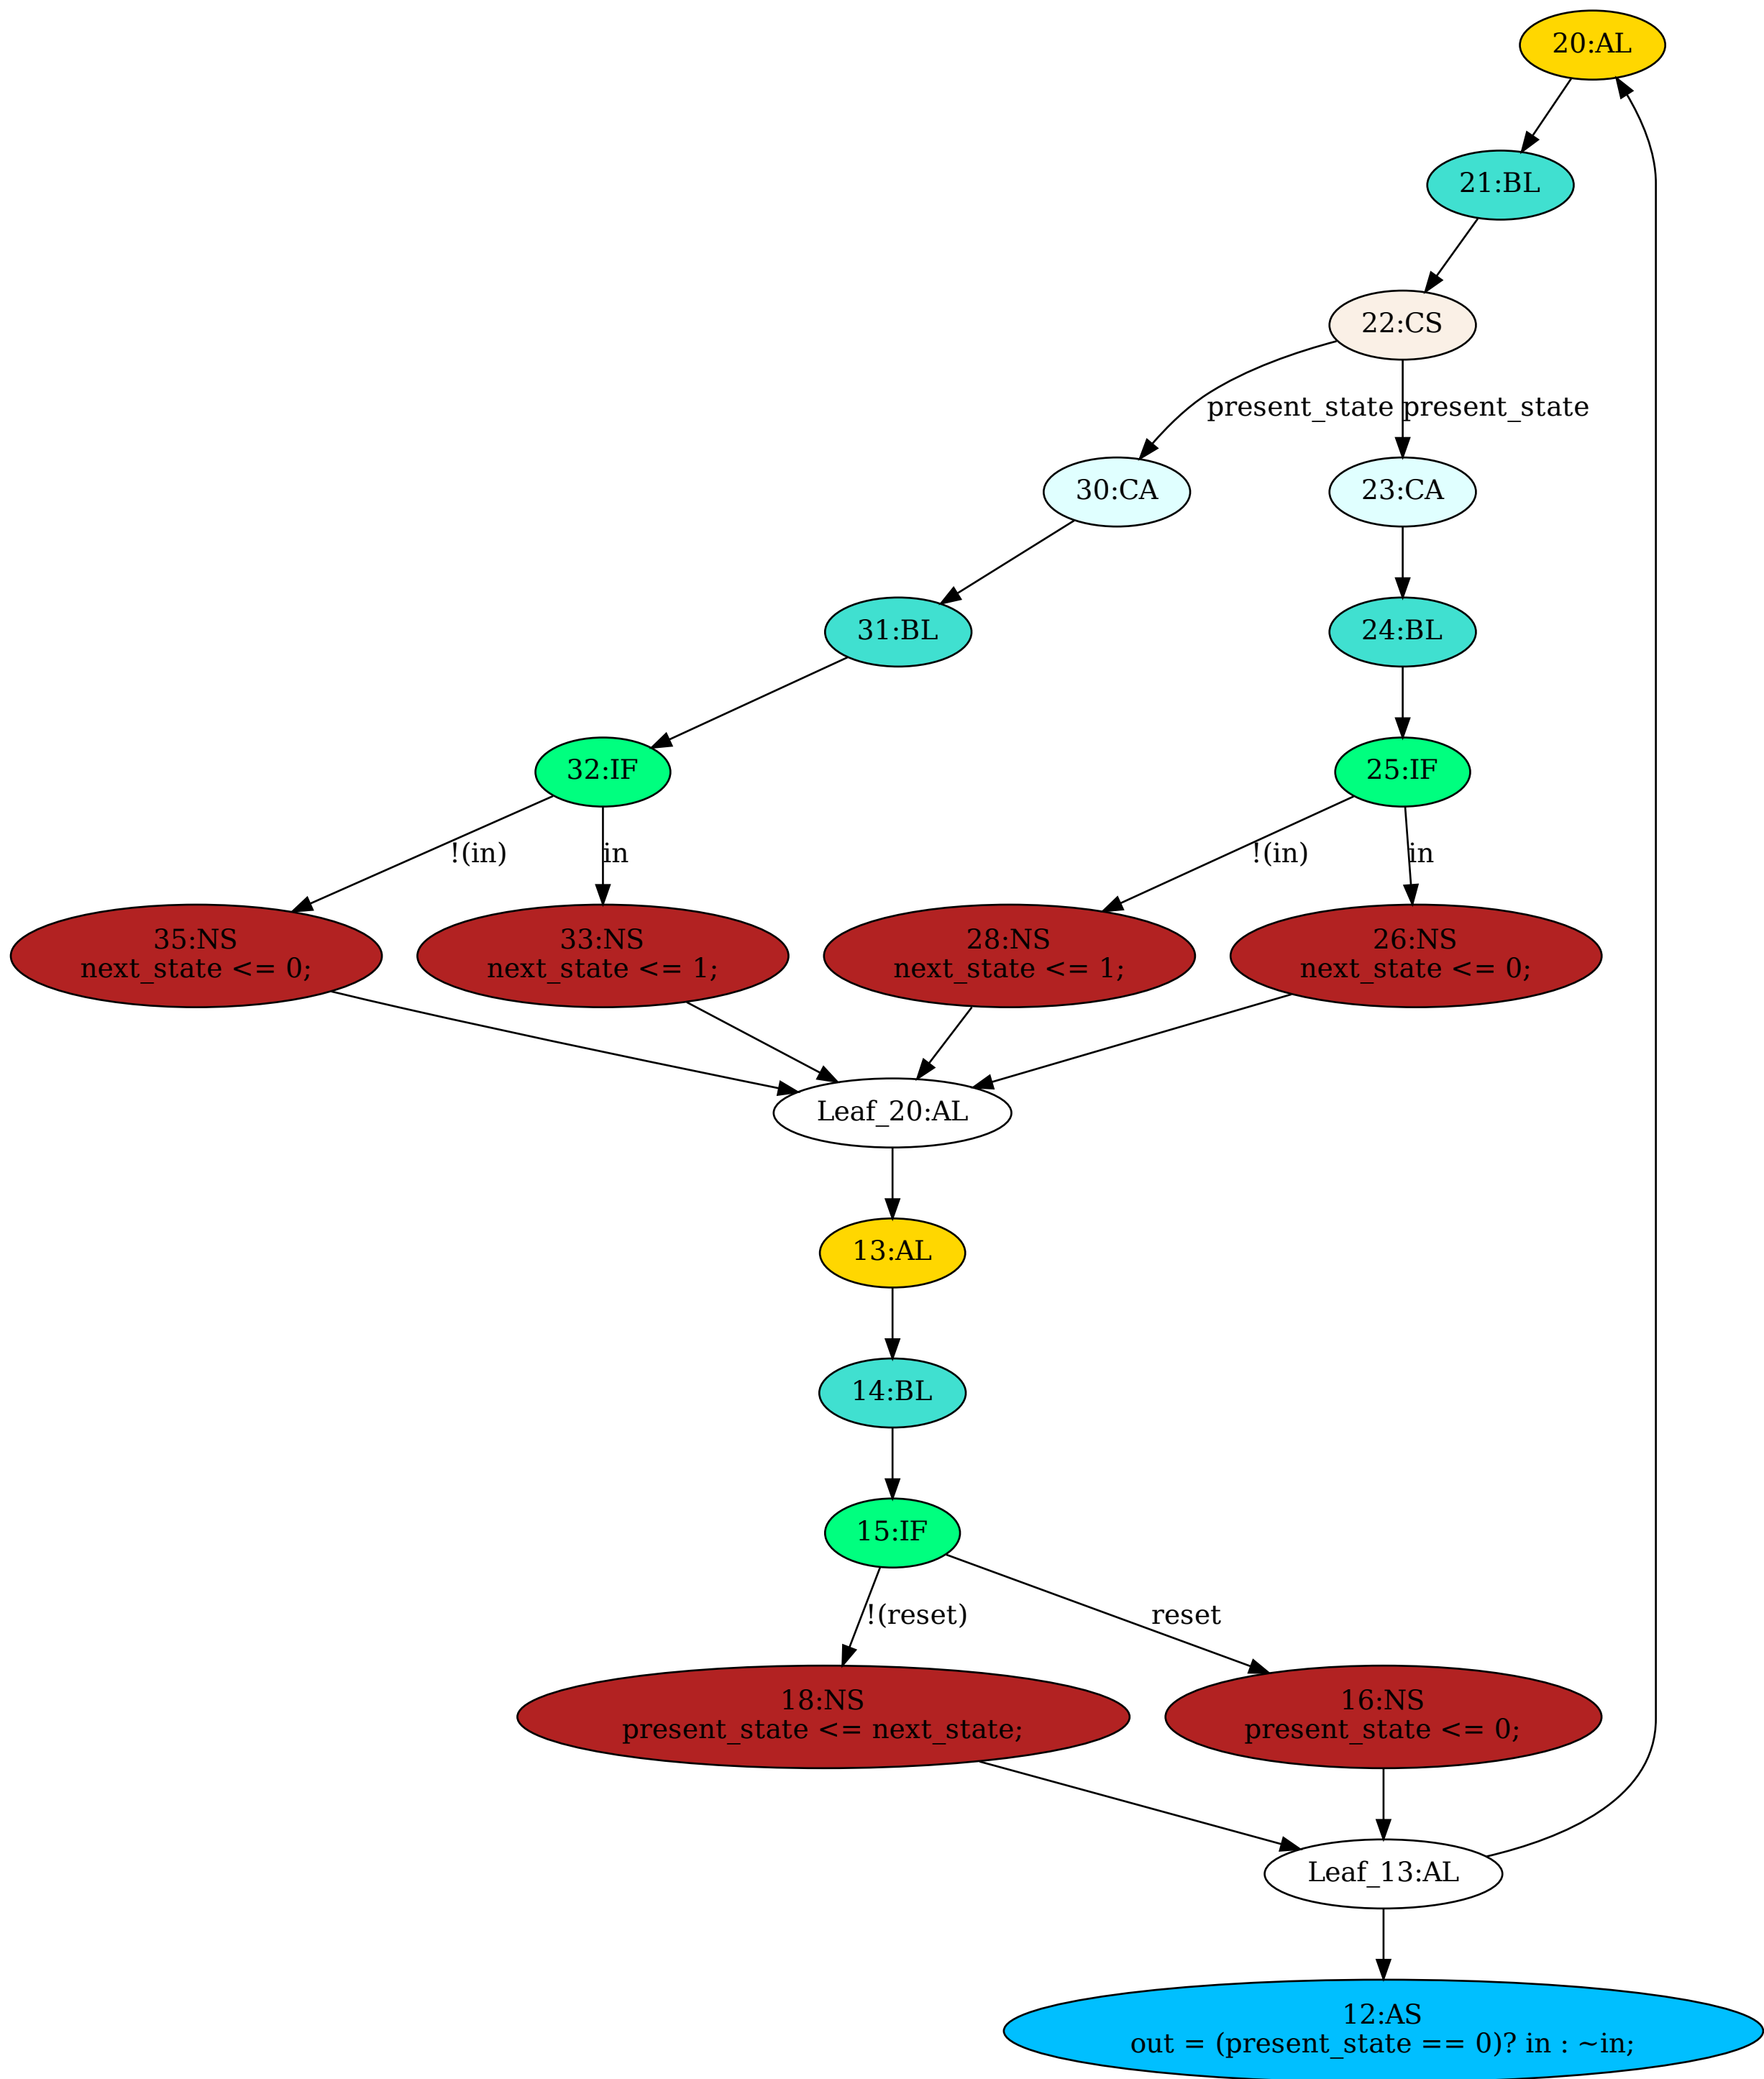 20:AL
21:BL
22:CS
present_state
present_state
30:CA
23:CA
31:BL
24:BL
32:IF
25:IF
!(in)
in
!(in)
in
35:NS
next_state <= 0;
33:NS
next_state <= 1;
28:NS
next_state <= 1;
26:NS
next_state <= 0;
Leaf_20:AL
13:AL
14:BL
15:IF
!(reset)
reset
18:NS
present_state <= next_state;
16:NS
present_state <= 0;
Leaf_13:AL
12:AS
out = (present_state == 0)? in : ~in;